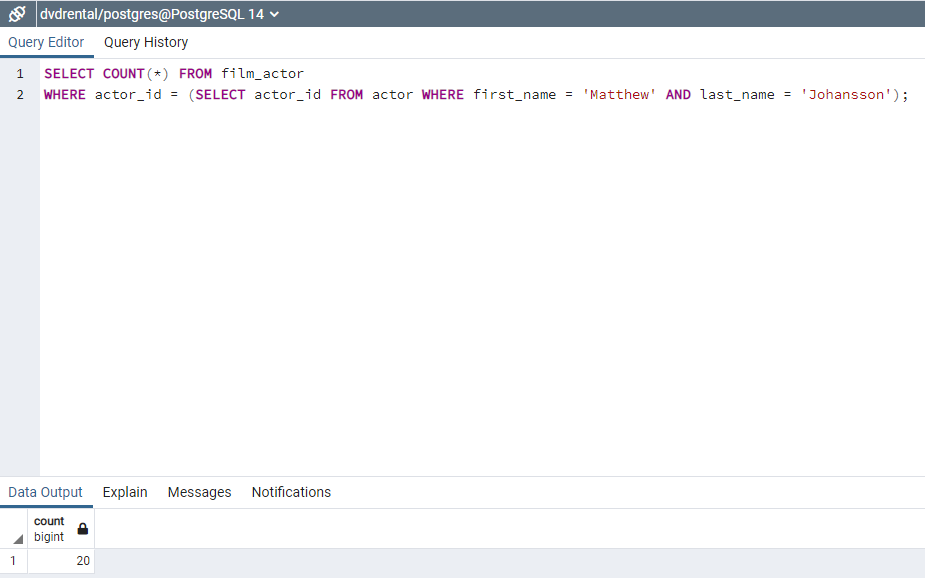 dvdrental/postgres@PostgreSQL 14
Query Editor Query History
1 SELECT COUNT(*) FROM film_actor
2 WHERE actor_id = (SELECT actor_id FROM actor WHERE first_name = 'Matthew' AND last_name = 'Johansson');
Data Output Explain Messages Notifications
count
bigint
1 20